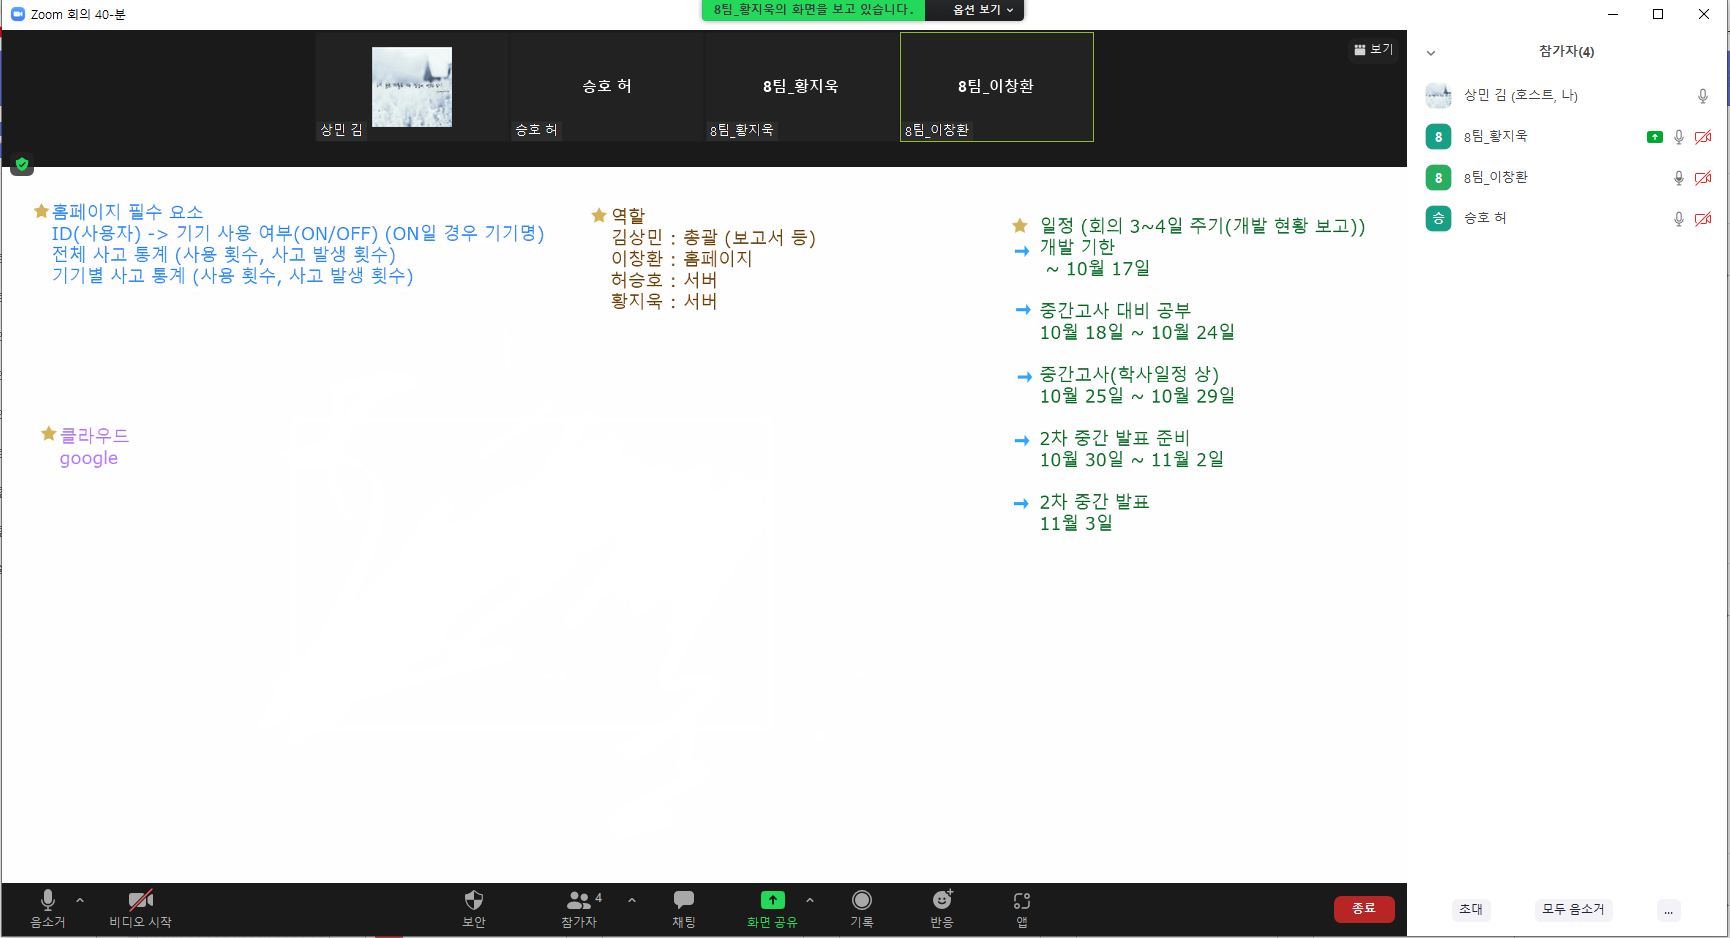 Zoom 회의 40-분
8팀_황지욱의 화면을 보고 있습니다.
옵션 보기
상민 김
승호 허
승호 허
8팀_황지욱
8팀_황지욱
8팀_이창환
8팀_이창환
보기
홈페이지 필수 요소
ID(사용자) -> 기기 사용 여부(ON/OFF) (ON일 경우 기기명)
전체 사고 통계 (사용 횟수, 사고 발생 횟수)
기기별 사고 통계 (사용 횟수, 사고 발생 횟수)
클라우드
google
역할
김상민 : 총괄 (보고서 등)
이창환 : 홈페이지
허승호 : 서버
황지욱 : 서버
일정 (회의 3~4일 주기(개발 현황 보고))
개발 기한
~ 10월 17일
중간고사 대비 공부
10월 18일 ~ 10월 24일
중간고사(학사일정 상)
10월 25일 ~ 10월 29일
2차 중간 발표 준비
10월 30일 ~ 11월 2일
2차 중간 발표
11월 3일
참가자(4)
상민 김 (호스트, 나)
8
8팀_황지욱
8
8팀_이창환
승
승호 허
음소거
비디오 시작
보안
4
참가자
채팅
화면 공유
기록
반응
앱
종료
초대
모두 음소거
...